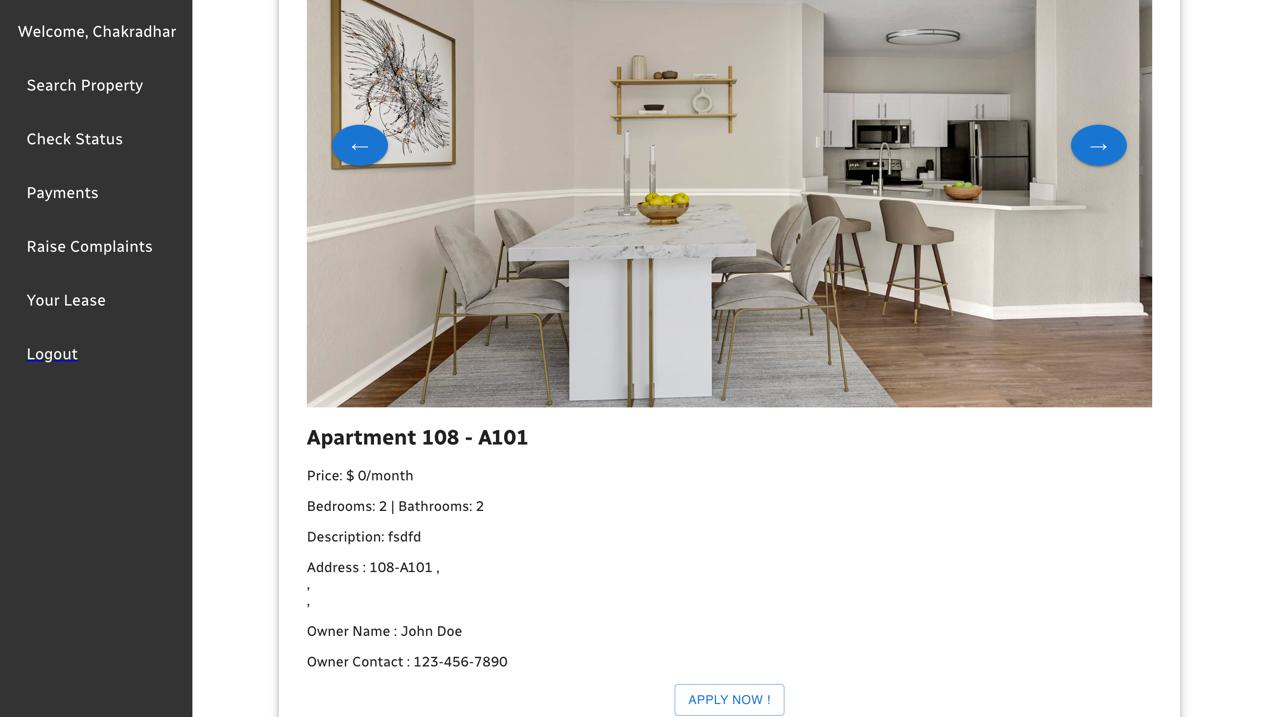 Welcome, Chakradhar
Search Property
Check Status
Payments
Raise Complaints
Your Lease
Logout
←
→
Apartment 108 - A101
Price: $ 0/month
Bedrooms: 2 | Bathrooms: 2
Description: fsdfd
Address : 108-A101 ,
,
,
Owner Name : John Doe
Owner Contact : 123-456-7890
APPLY NOW !